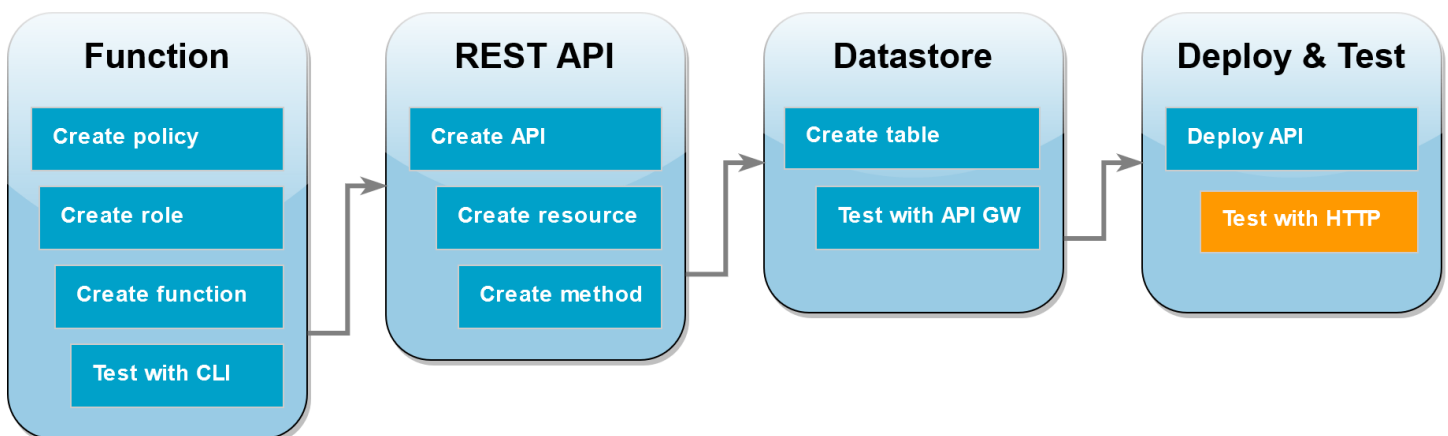 Function
Create policy
Create role
Create function
Test with CLI
REST API
Create API
Create resource
Create method
Datastore
Create table
Test with API GW
Deploy & Test
Deploy API
Test with HTTP